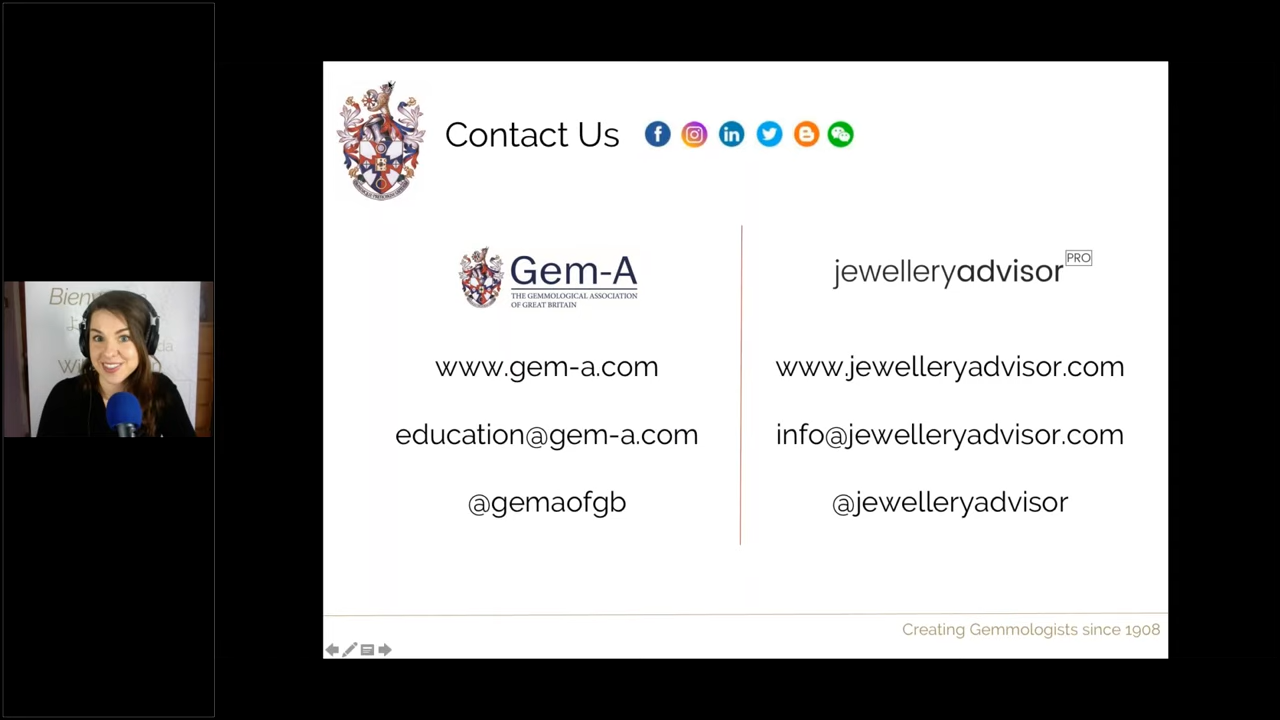 Contact Us
Gem-A
THE GEMMOLOGICAL ASSOCIATION
OF GREAT BRITAIN
www.gem-a.com
education@gem-a.com
@gemaofgb
jewelleryadvisor PRO
www.jewelleryadvisor.com
info@jewelleryadvisor.com
@jewelleryadvisor
Creating Gemmologists since 1908